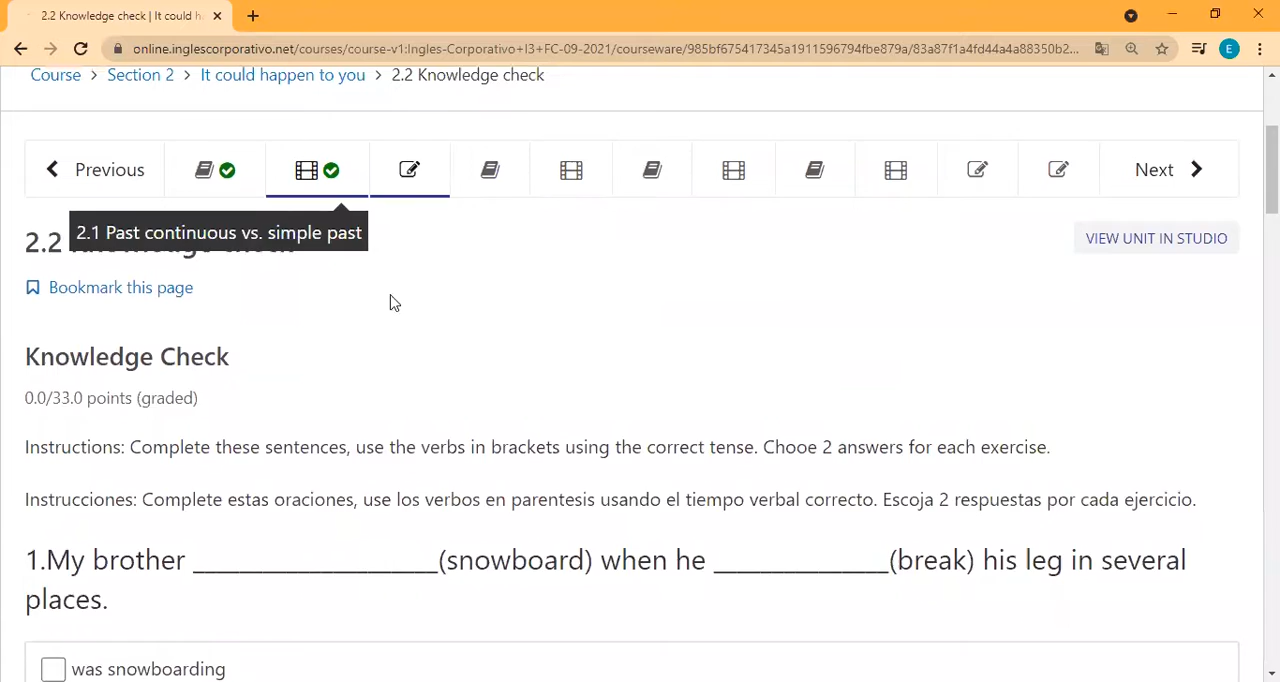 2.2 Knowledge check | It could h
online.inglescorporativo.net/courses/course-v1:Ingles-Corporativo+I3+FC-09-2021/courseware/985bf675417345a1911596794fbe879a/83a87f1a4fd44a4a88350b2...
E
Course > Section 2 > It could happen to you > 2.2 Knowledge check
Previous
Next
2.1 Past continuous vs. simple past
2.2
VIEW UNIT IN STUDIO
Bookmark this page
Knowledge Check
0.0/33.0 points (graded)
Instructions: Complete these sentences, use the verbs in brackets using the correct tense. Chooe 2 answers for each exercise.
Instrucciones: Complete estas oraciones, use los verbos en parentesis usando el tiempo verbal correcto. Escoja 2 respuestas por cada ejercicio.
1.My brother ____________________(snowboard) when he ______________(break) his leg in several
places.
was snowboarding